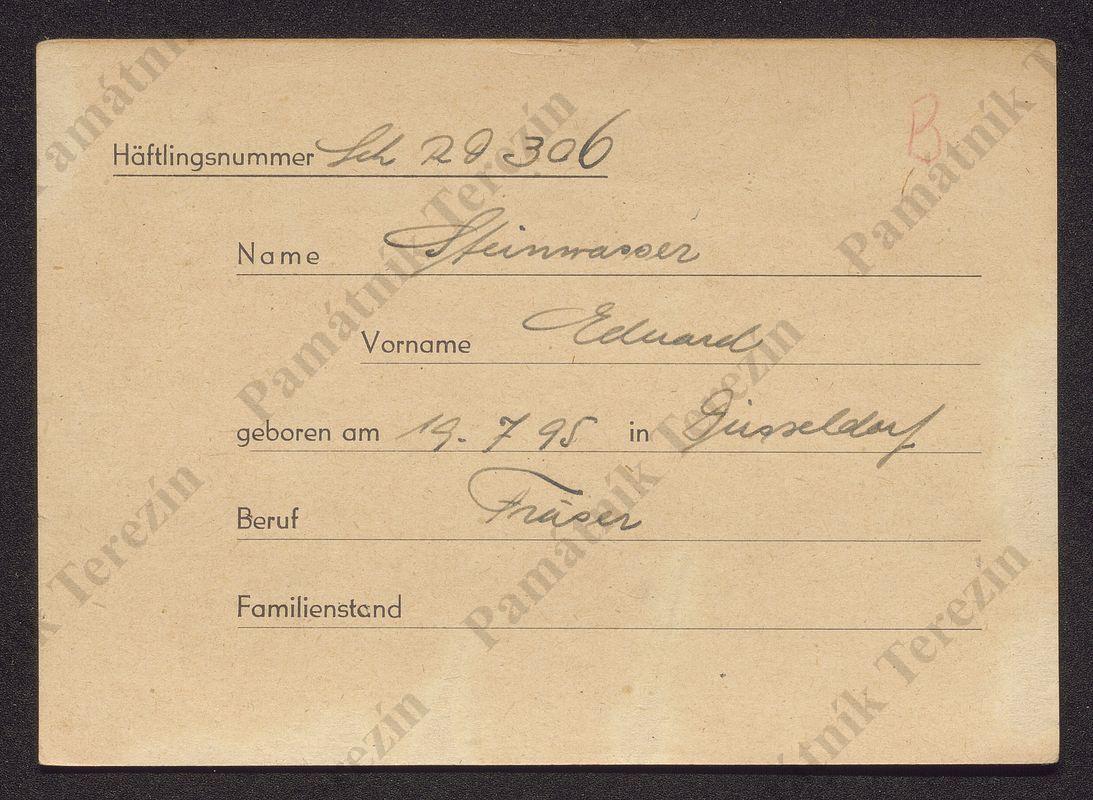 B
Häftlingsnummer Sch 29 306
Name Steinwasser
Vorname Eduard
geboren am 19. 7 95 in Düsseldorf
Beruf Fräser
Familienstand
Památník Terezín